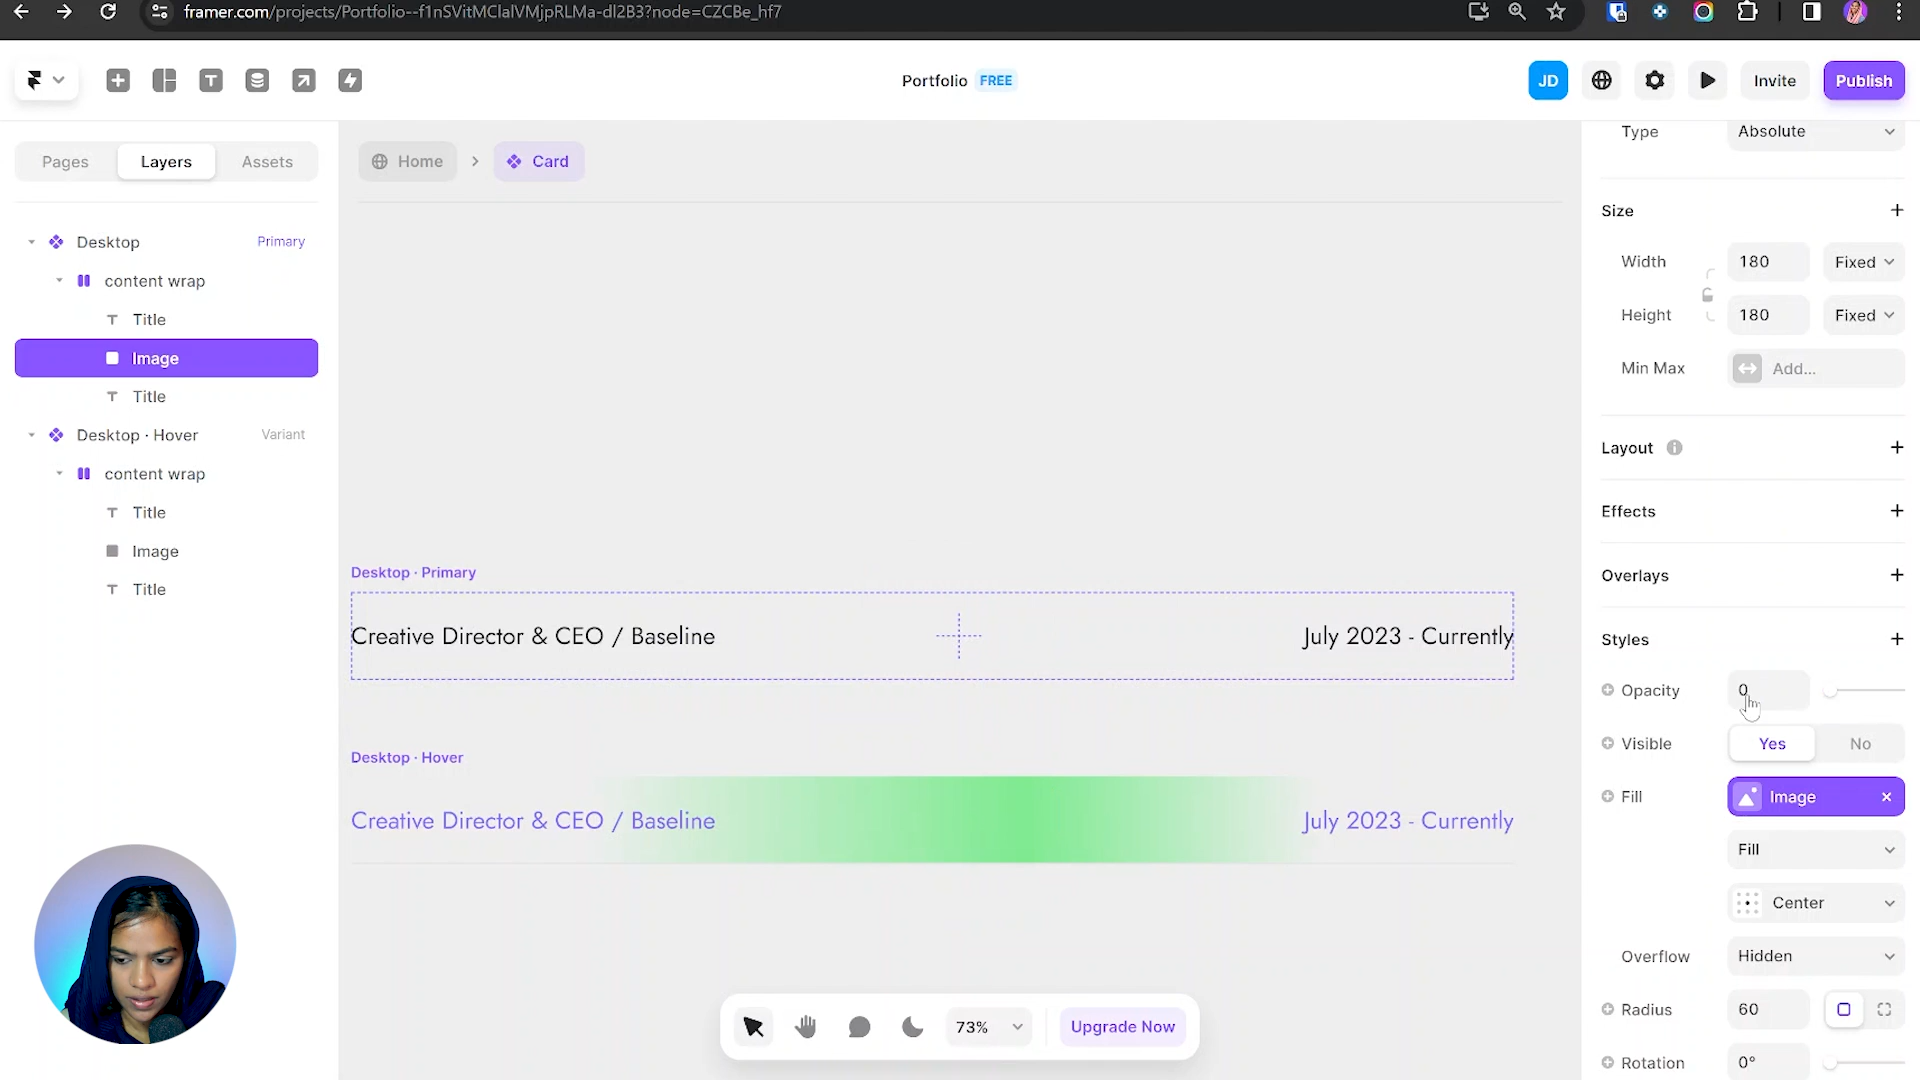 framer.com/projects/Portfolio--f1nSVitMClalVMjpRLMa-dl2B3?node=CZCBe_hf7
T
Portfolio FREE
JD
Invite
Publish
Pages
Layers
Assets
Home
Card
Desktop
Primary
content wrap
T Title
Image
T Title
Desktop · Hover
Variant
content wrap
T Title
Image
T Title
Desktop · Primary
Creative Director & CEO / Baseline
July 2023 - Currently
Desktop · Hover
Creative Director & CEO / Baseline
July 2023 - Currently
73%
Upgrade Now
Type
Absolute
Size
Width
180
Fixed
Height
180
Fixed
Min Max
Add...
Layout
Effects
Overlays
Styles
Opacity
0
Visible
Yes
No
Fill
Image
Fill
Center
Overflow
Hidden
Radius
60
Rotation
0°